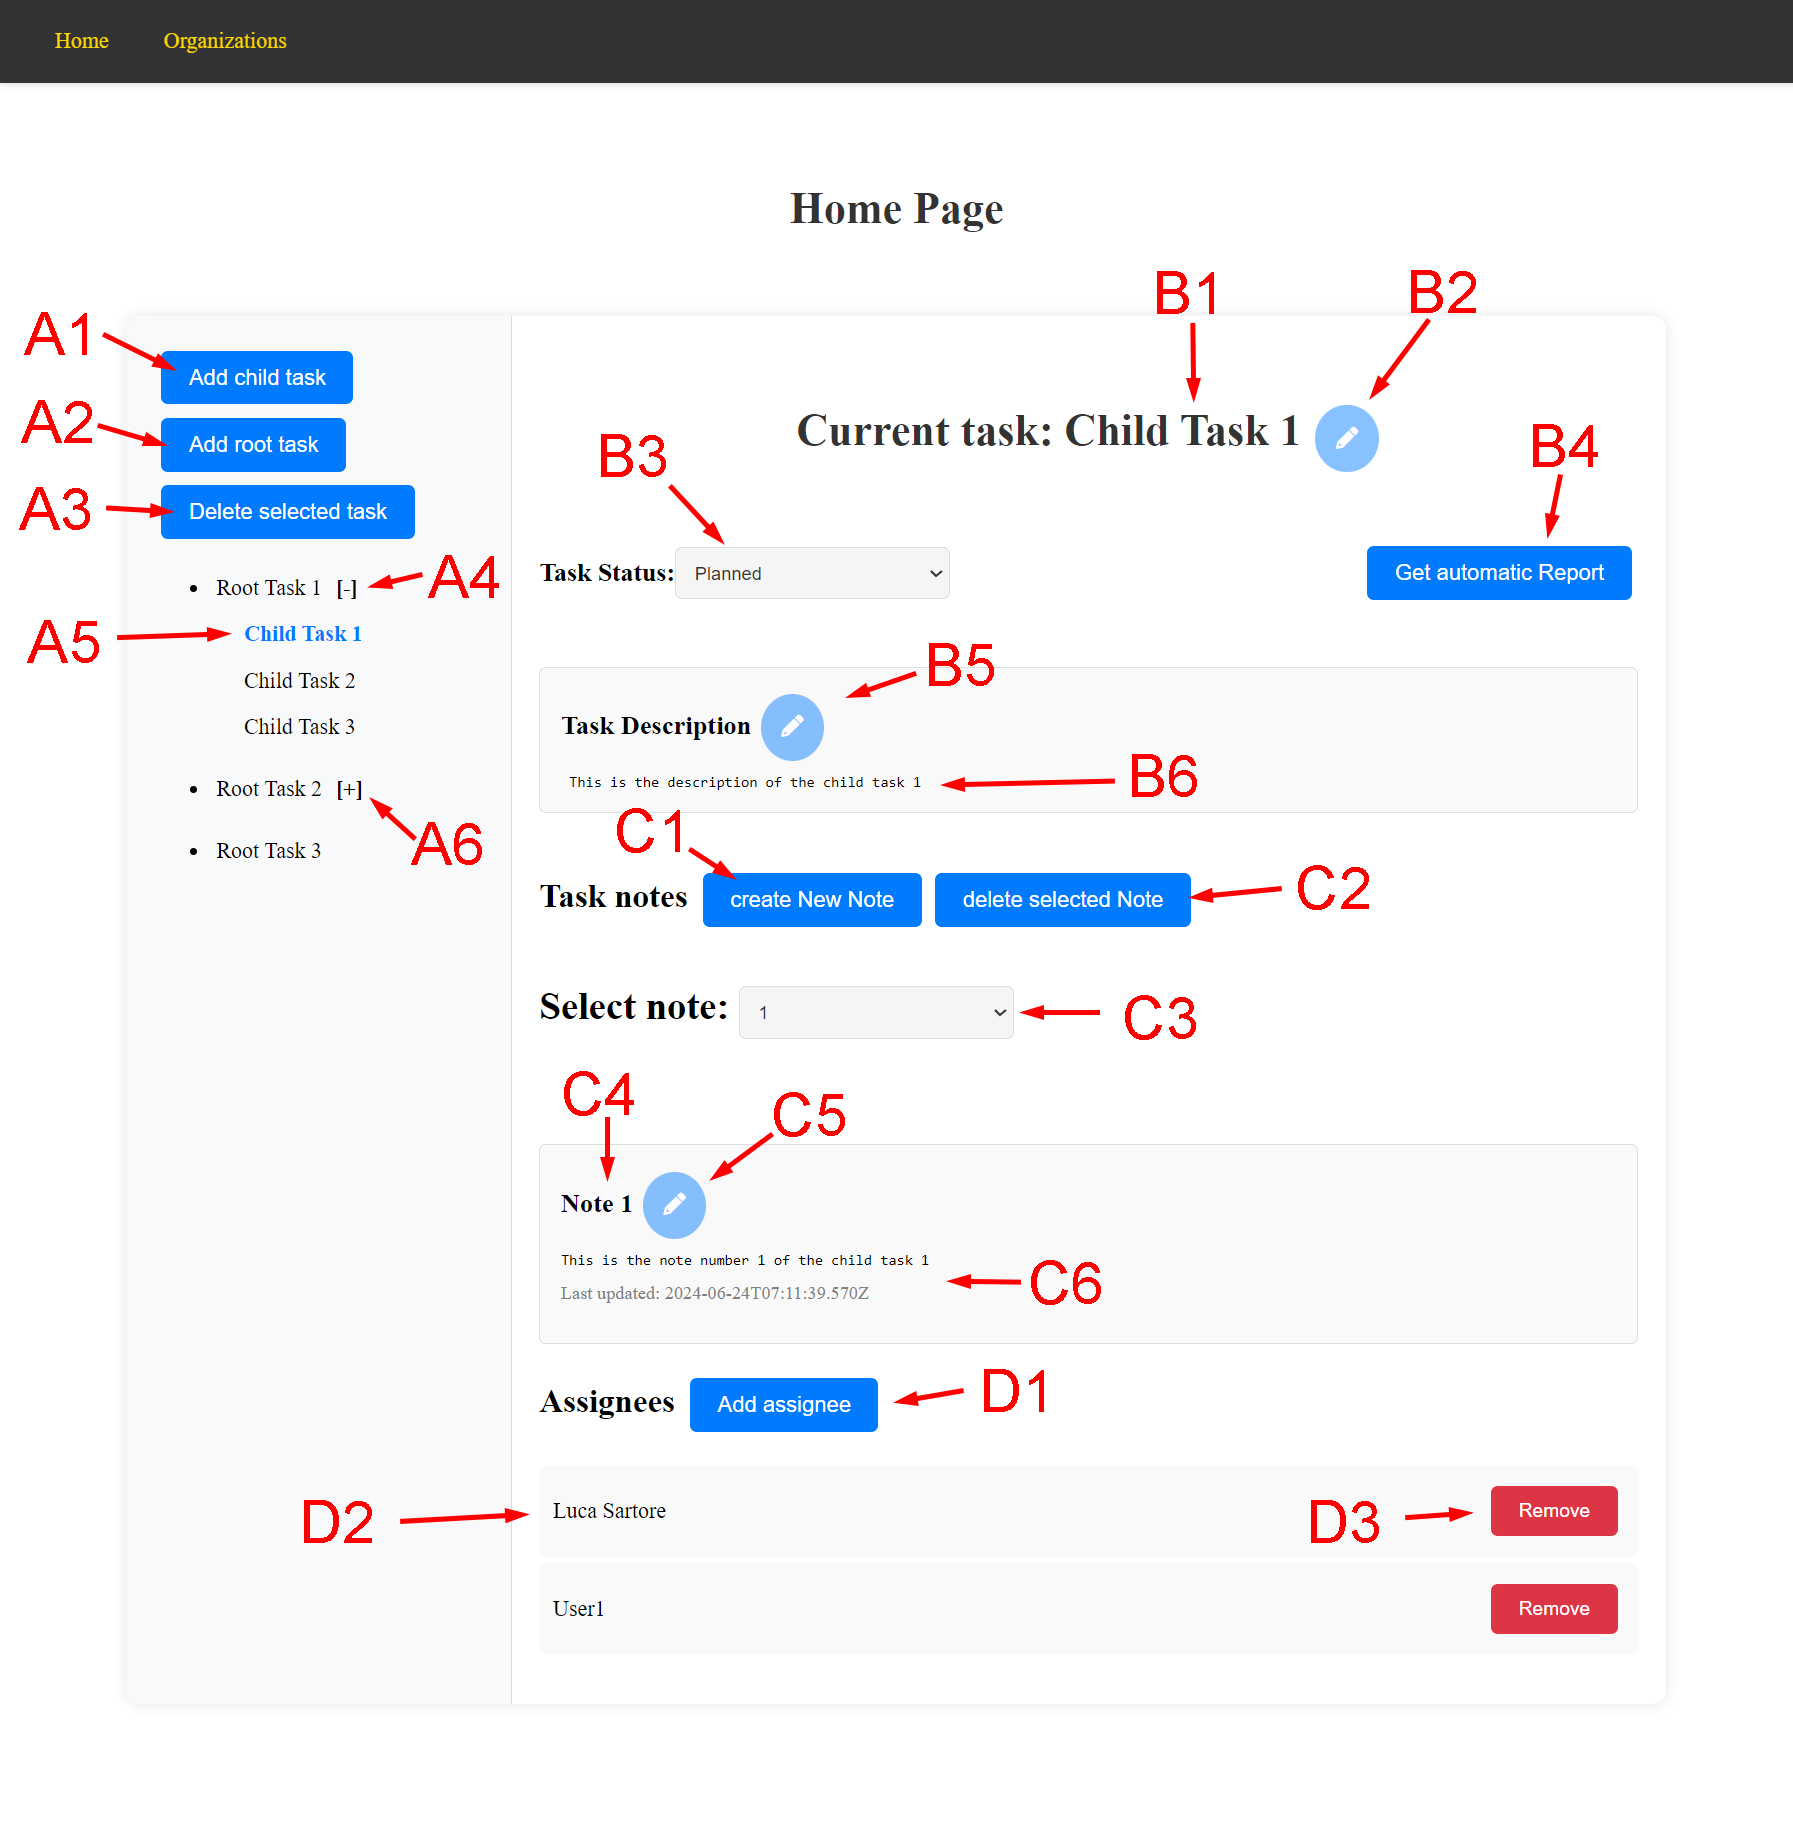 Home Organizations
Home Page
B1 B2
A1 Add child task
A2 Add root task
A3 Delete selected task
Root Task 1 [-] A4
A5 Child Task 1
Child Task 2
Child Task 3
Root Task 2 [+]
A6
Root Task 3
Current task: Child Task 1
B3 B4
Task Status: Planned Get automatic Report
B5
Task Description
This is the description of the child task 1 B6
C1
Task notes create New Note delete selected Note C2
Select note: 1 C3
C4 C5
Note 1
This is the note number 1 of the child task 1
Last updated: 2024-06-24T07:11:39.570Z C6
Assignees Add assignee D1
D2 Luca Sartore D3 Remove
User1 Remove